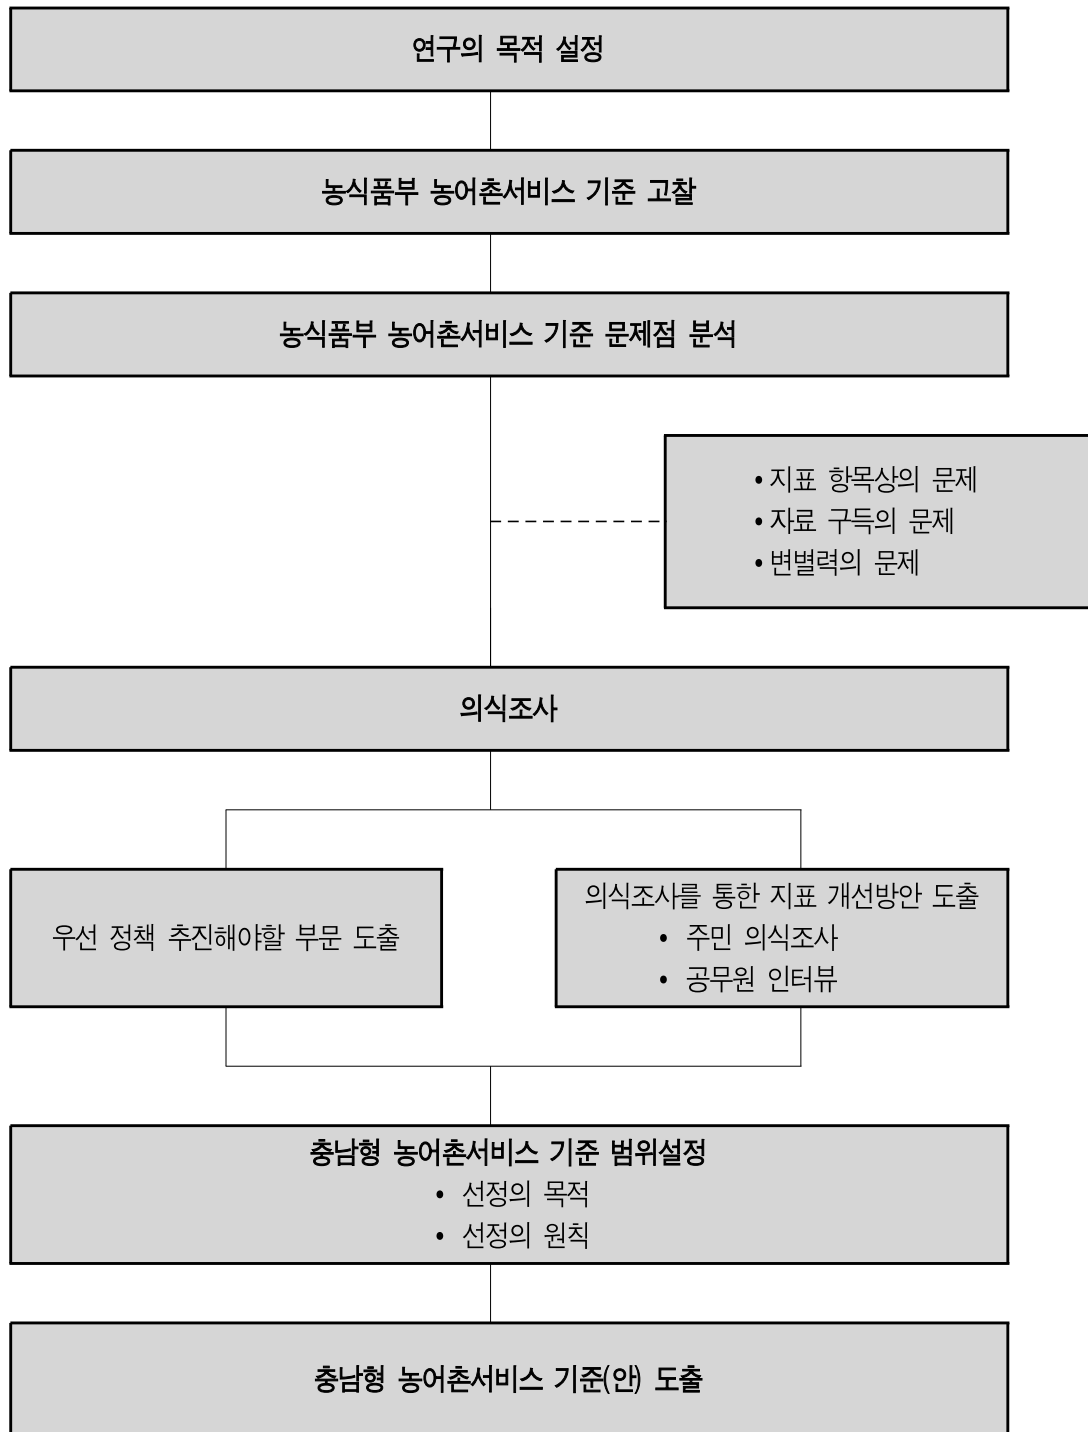 연구의 목적 설정
농식품부 농어촌서비스 기준 고찰
농식품부 농어촌서비스 기준 문제점 분석
• 지표 항목상의 문제
• 자료 구득의 문제
• 변별력의 문제
의식조사
우선 정책 추진해야할 부문 도출
의식조사를 통한 지표 개선방안 도출
• 주민 의식조사
• 공무원 인터뷰
충남형 농어촌서비스 기준 범위설정
• 선정의 목적
• 선정의 원칙
충남형 농어촌서비스 기준(안) 도출